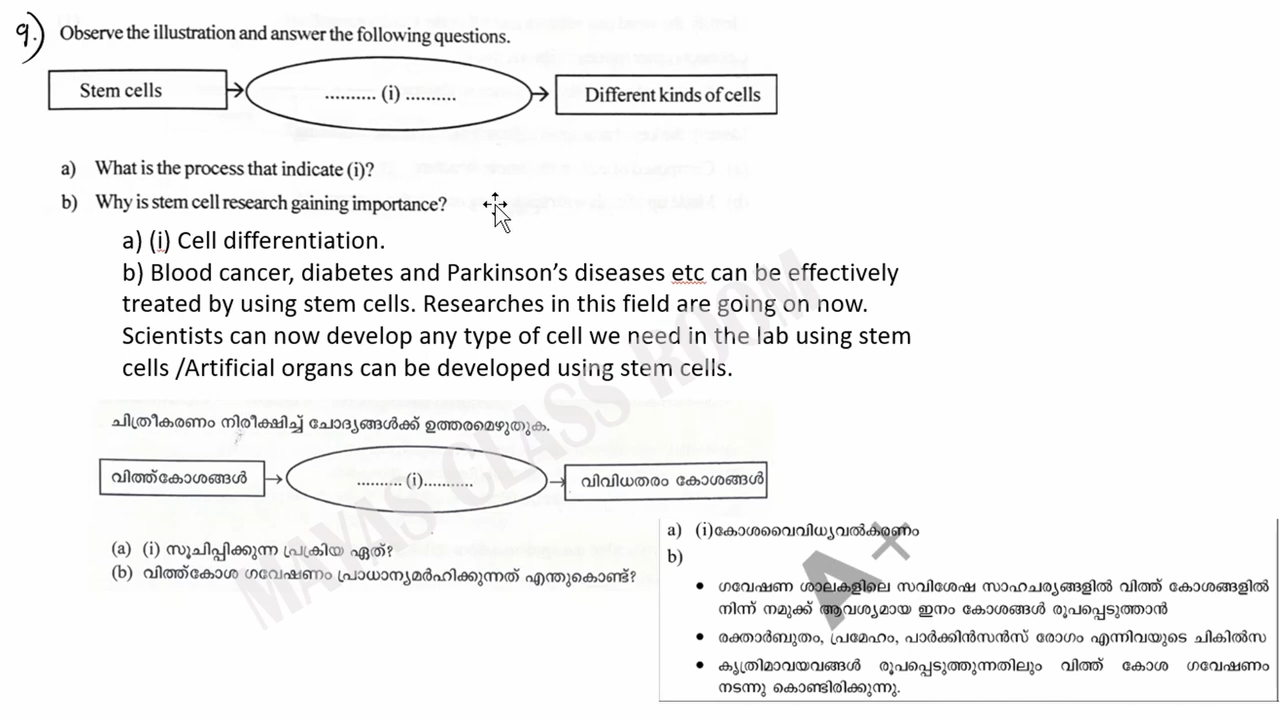 9.) Observe the illustration and answer the following questions.
Stem cells
.......... (i) ..........
Different kinds of cells
a) What is the process that indicate (i)?
b) Why is stem cell research gaining importance?
a) (i) Cell differentiation.
b) Blood cancer, diabetes and Parkinson's diseases etc can be effectively
treated by using stem cells. Researches in this field are going on now.
Scientists can now develop any type of cell we need in the lab using stem
cells /Artificial organs can be developed using stem cells.
ചിത്രീകരണം നിരീക്ഷിച്ച് ചോദ്യങ്ങൾക്ക് ഉത്തരമെഴുതുക.
വിത്ത്കോശങ്ങൾ
.......... (i)...........
വിവിധതരം കോശങ്ങൾ
(a) (i) സൂചിപ്പിക്കുന്ന പ്രക്രിയ ഏത്?
(b) വിത്ത്കോശ ഗവേഷണം പ്രാധാന്യമർഹിക്കുന്നത് എന്തുകൊണ്ട്?
a) (i)കോശവൈവിധ്യവൽകരണം
b)
• ഗവേഷണ ശാലകളിലെ സവിശേഷ സാഹചര്യങ്ങളിൽ വിത്ത് കോശങ്ങളിൽ
നിന്ന് നമുക്ക് ആവശ്യമായ ഇനം കോശങ്ങൾ രൂപപ്പെടുത്താൻ
• രക്താർബുതം, പ്രമേഹം, പാർക്കിൻസൻസ് രോഗം എന്നിവയുടെ ചികിൽസ
• കൃത്രിമാവയവങ്ങൾ രൂപപ്പെടുത്തുന്നതിലും വിത്ത് കോശ ഗവേഷണം
നടന്നു കൊണ്ടിരിക്കുന്നു.
MAYAS CLASS ROOM
A+